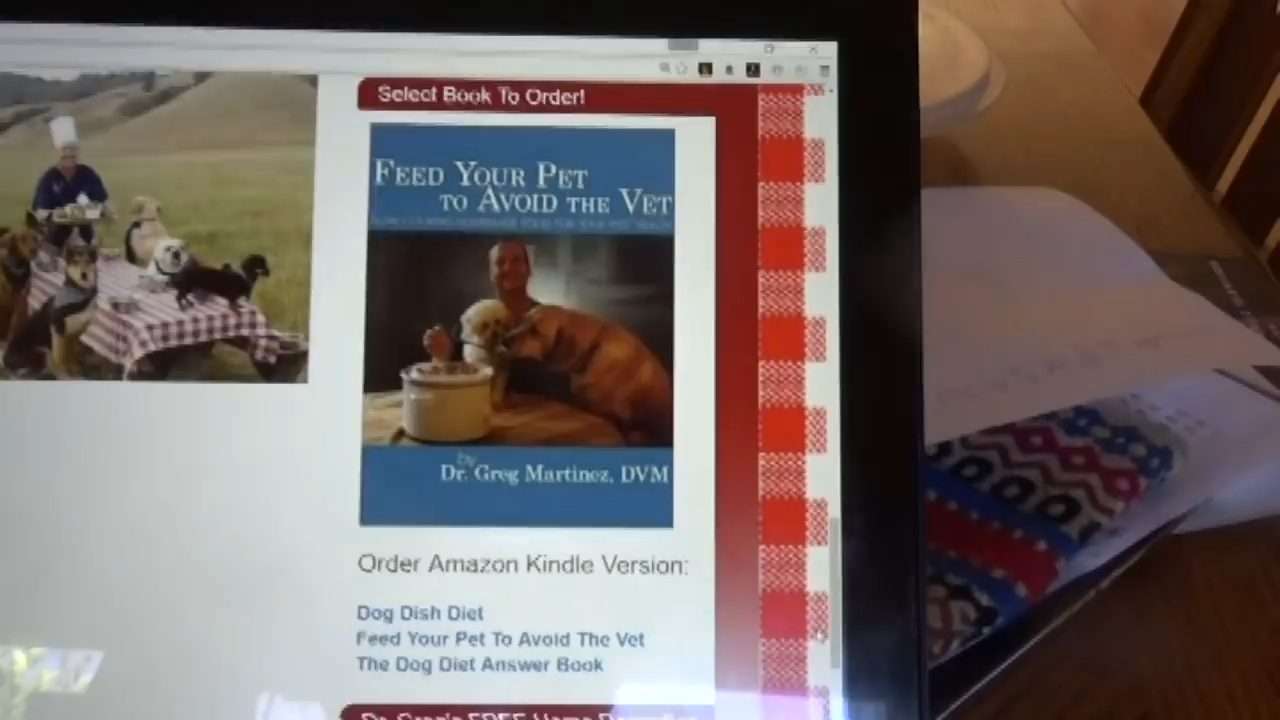 Select Book To Order!
FEED YOUR PET
TO AVOID THE VET
by
Dr. Greg Martinez, DVM
Order Amazon Kindle Version:
Dog Dish Diet
Feed Your Pet To Avoid The Vet
The Dog Diet Answer Book